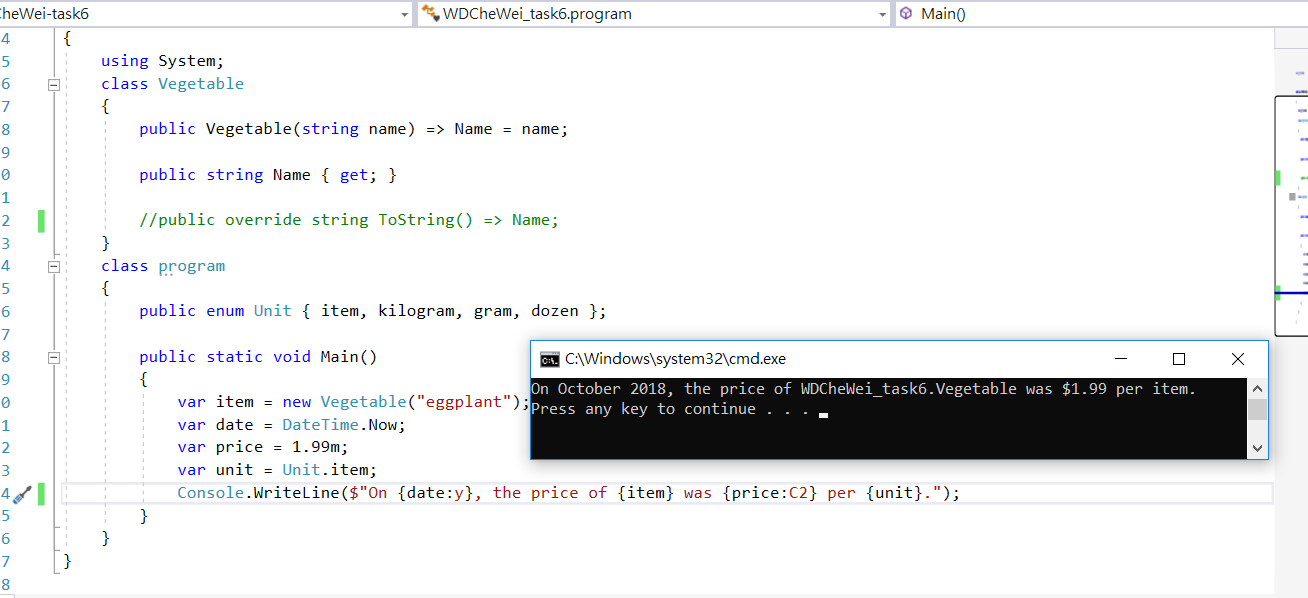 CheWei-task6 WDCheWei_task6.program Main()
4 {
5 using System;
6 class Vegetable
7 {
8 public Vegetable(string name) => Name = name;
9
0 public string Name { get; }
1
2 //public override string ToString() => Name;
3 }
4 class program
5 {
6 public enum Unit { item, kilogram, gram, dozen };
7
8 public static void Main()
9 {
0 var item = new Vegetable("eggplant");
1 var date = DateTime.Now;
2 var price = 1.99m;
3 var unit = Unit.item;
4 Console.WriteLine($"On {date:y}, the price of {item} was {price:C2} per {unit}.");
5 }
6 }
7 }
8
C:\Windows\system32\cmd.exe
On October 2018, the price of WDCheWei_task6.Vegetable was $1.99 per item.
Press any key to continue . . .